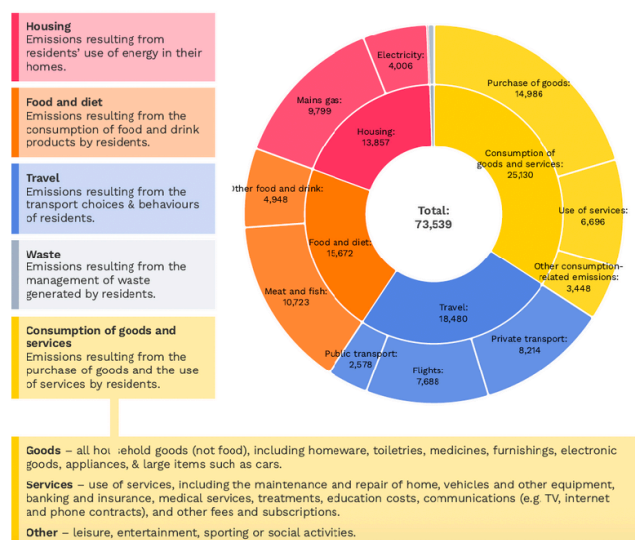 Housing
Emissions resulting from
residents' use of energy in their
homes.
Food and diet
Emissions resulting from the
consumption of food and drink
products by residents.
Travel
Emissions resulting from the
transport choices & behaviours
of residents.
Waste
Emissions resulting from the
management of waste
generated by residents.
Consumption of goods and
services
Emissions resulting from the
purchase of goods and the use
of services by residents.
Electricity:
4,006
Mains gas:
9,799
Housing:
13,857
Purchase of goods:
14,986
Consumption of
goods and services:
25,130
Other food and drink:
4,948
Total:
73,539
Use of services:
6,696
Food and diet:
15,672
Other consumption-
related emissions:
3,448
Meat and fish:
10,723
Travel:
18,480
Private transport:
8,214
Public transport:
2,578
Flights:
7,688
Goods – all household goods (not food), including homeware, toiletries, medicines, furnishings, electronic
goods, appliances, & large items such as cars.
Services – use of services, including the maintenance and repair of home, vehicles and other equipment,
banking and insurance, medical services, treatments, education costs, communications (e.g. TV, internet
and phone contracts), and other fees and subscriptions.
Other – leisure, entertainment, sporting or social activities.